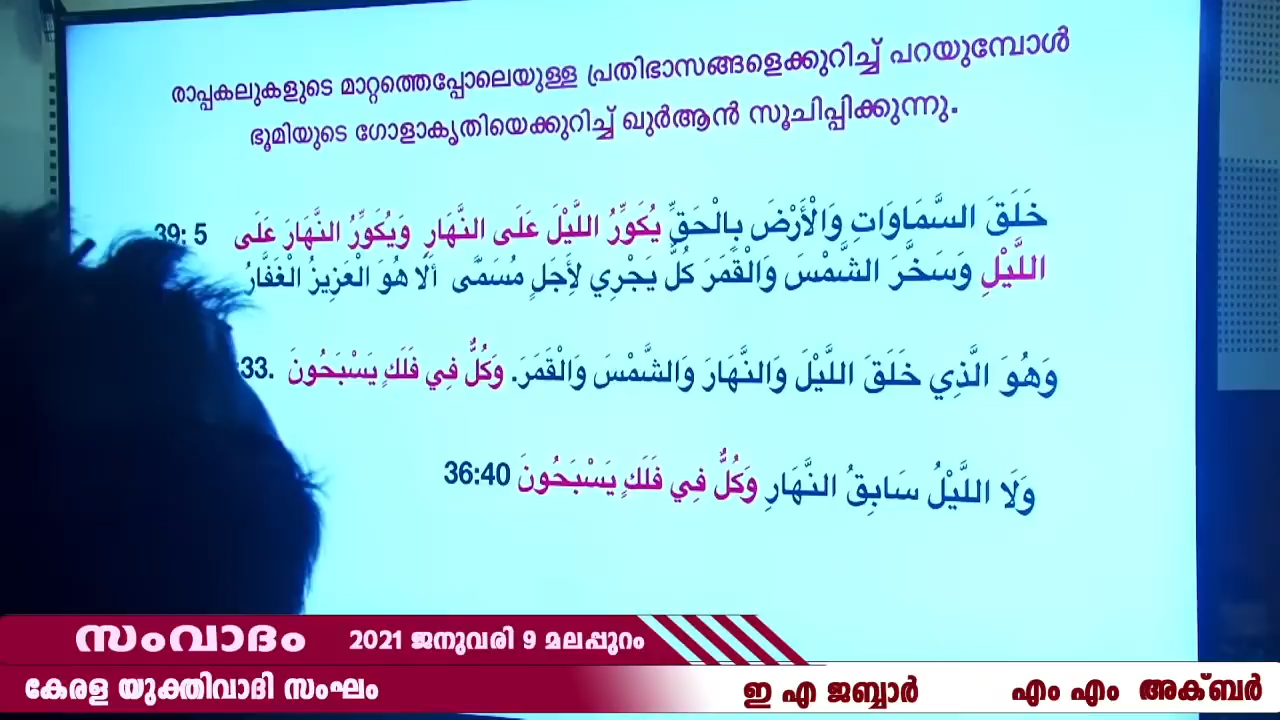 രാപ്പകലുകളുടെ മാറ്റത്തെപ്പോലെയുള്ള പ്രതിഭാസങ്ങളെക്കുറിച്ച് പറയുമ്പോൾ
ഭൂമിയുടെ ഗോളാകൃതിയെക്കുറിച്ച് ഖുർആൻ സൂചിപ്പിക്കുന്നു.
خَلَقَ السَّمَاوَاتِ وَالْأَرْضَ بِالْحَقِّ يُكَوِّرُ اللَّيْلَ عَلَى النَّهَارِ وَيُكَوِّرُ النَّهَارَ عَلَى 39: 5
اللَّيْلِ وَسَخَّرَ الشَّمْسَ وَالْقَمَرَ كُلٌّ يَجْرِي لِأَجَلٍ مُسَمًّى أَلَا هُوَ الْعَزِيزُ الْغَفَّارُ
وَهُوَ الَّذِي خَلَقَ اللَّيْلَ وَالنَّهَارَ وَالشَّمْسَ وَالْقَمَرَ. وَكُلٌّ فِي فَلَكٍ يَسْبَحُونَ .33
وَلَا اللَّيْلُ سَابِقُ النَّهَارِ وَكُلٌّ فِي فَلَكٍ يَسْبَحُونَ 36:40
സംവാദം 2021 ജനുവരി 9 മലപ്പുറം
കേരള യുക്തിവാദി സംഘം ഇ എ ജബ്ബാർ എം എം അക്ബർ